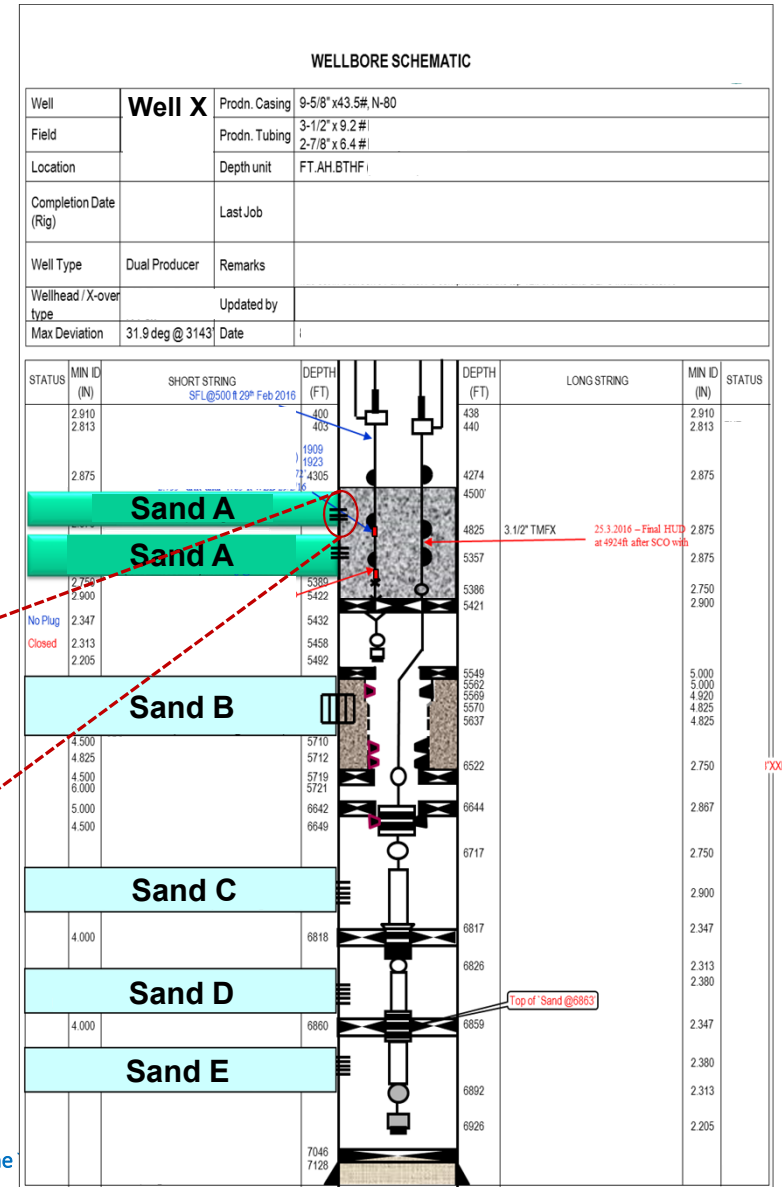 WELLBORE SCHEMATIC
Well Well X Prodn. Casing 9-5/8" x43.5#, N-80
Field Prodn. Tubing 3-1/2" x 9.2 #
2-7/8" x 6.4 #
Location Depth unit FT.AH.BTHF
Completion Date (Rig) Last Job
Well Type Dual Producer Remarks
Wellhead / X-over type Updated by
Max Deviation 31.9 deg @ 3143' Date
STATUS MIN ID (IN) SHORT STRING DEPTH (FT) DEPTH (FT) LONG STRING MIN ID (IN) STATUS
SFL@500 ft 29th Feb 2016
2.910 400 438 2.910
2.813 403 440 2.813
1909
1923
2.875 4305 4274 2.875
4500'
Sand A
4825 3.1/2" TMFX 25.3.2016 – Final HUD 2.875
at 4924ft after SCO with
Sand A
5357 2.875
2.750 5389 5386 2.750
2.900 5422 5421 2.900
No Plug 2.347 5432
Closed 2.313 5458
2.205 5492
5549 5.000
5562 5.000
5569 4.920
5570 4.825
5637 4.825
Sand B
4.500 5710
4.825 5712
4.500 5719 6522 2.750
6.000 5721
5.000 6642 6644 2.867
4.500 6649
6717 2.750
Sand C
2.900
4.000 6818 6817 2.347
6826 2.313
2.380
Sand D
Top of `Sand @6863'
4.000 6860 6859 2.347
Sand E
2.380
6892 2.313
6926 2.205
7046
7128